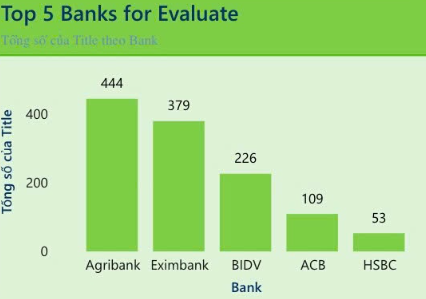 Top 5 Banks for Evaluate
Tổng số của Title theo Bank
Tổng số của Title
400
200
0
444
379
226
109
53
Agribank Eximbank BIDV ACB HSBC
Bank